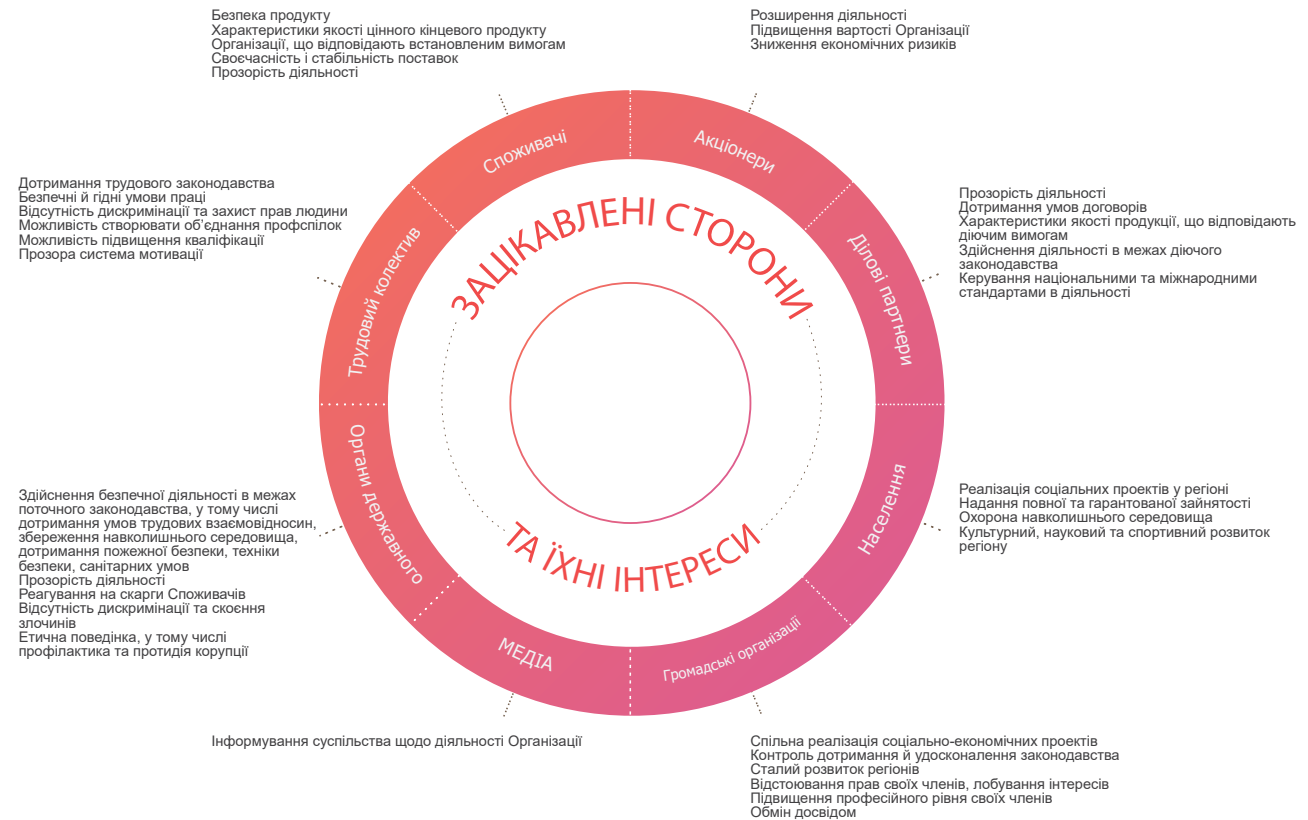 Безпека продукту
Характеристики якості цінного кінцевого продукту
Організації, що відповідають встановленим вимогам
Своєчасність і стабільність поставок
Прозорість діяльності
Розширення діяльності
Підвищення вартості Організації
Зниження економічних ризиків
Споживачі
Акціонери
Дотримання трудового законодавства
Безпечні й гідні умови праці
Відсутність дискримінації та захист прав людини
Можливість створювати об’єднання профспілок
Можливість підвищення кваліфікації
Прозора система мотивації
Трудовий колектив
ЗАЦІКАВЛЕНІ СТОРОНИ
Ділові партнери
Прозорість діяльності
Дотримання умов договорів
Характеристики якості продукції, що відповідають
діючим вимогам
Здійснення діяльності в межах діючого
законодавства
Керування національними та міжнародними
стандартами в діяльності
Здійснення безпечної діяльності в межах
поточного законодавства, у тому числі
дотримання умов трудових взаємовідносин,
збереження навколишнього середовища,
дотримання пожежної безпеки, техніки
безпеки, санітарних умов
Прозорість діяльності
Реагування на скарги Споживачів
Відсутність дискримінації та скоєння
злочинів
Етична поведінка, у тому числі
профілактика та протидія корупції
Органи державного
ТА ЇХНІ ІНТЕРЕСИ
Населення
Реалізація соціальних проектів у регіоні
Надання повної та гарантованої зайнятості
Охорона навколишнього середовища
Культурний, науковий та спортивний розвиток
регіону
МЕДІА
Громадські організації
Інформування суспільства щодо діяльності Організації
Спільна реалізація соціально-економічних проектів
Контроль дотримання й удосконалення законодавства
Сталий розвиток регіонів
Відстоювання прав своїх членів, лобування інтересів
Підвищення професійного рівня своїх членів
Обмін досвідом